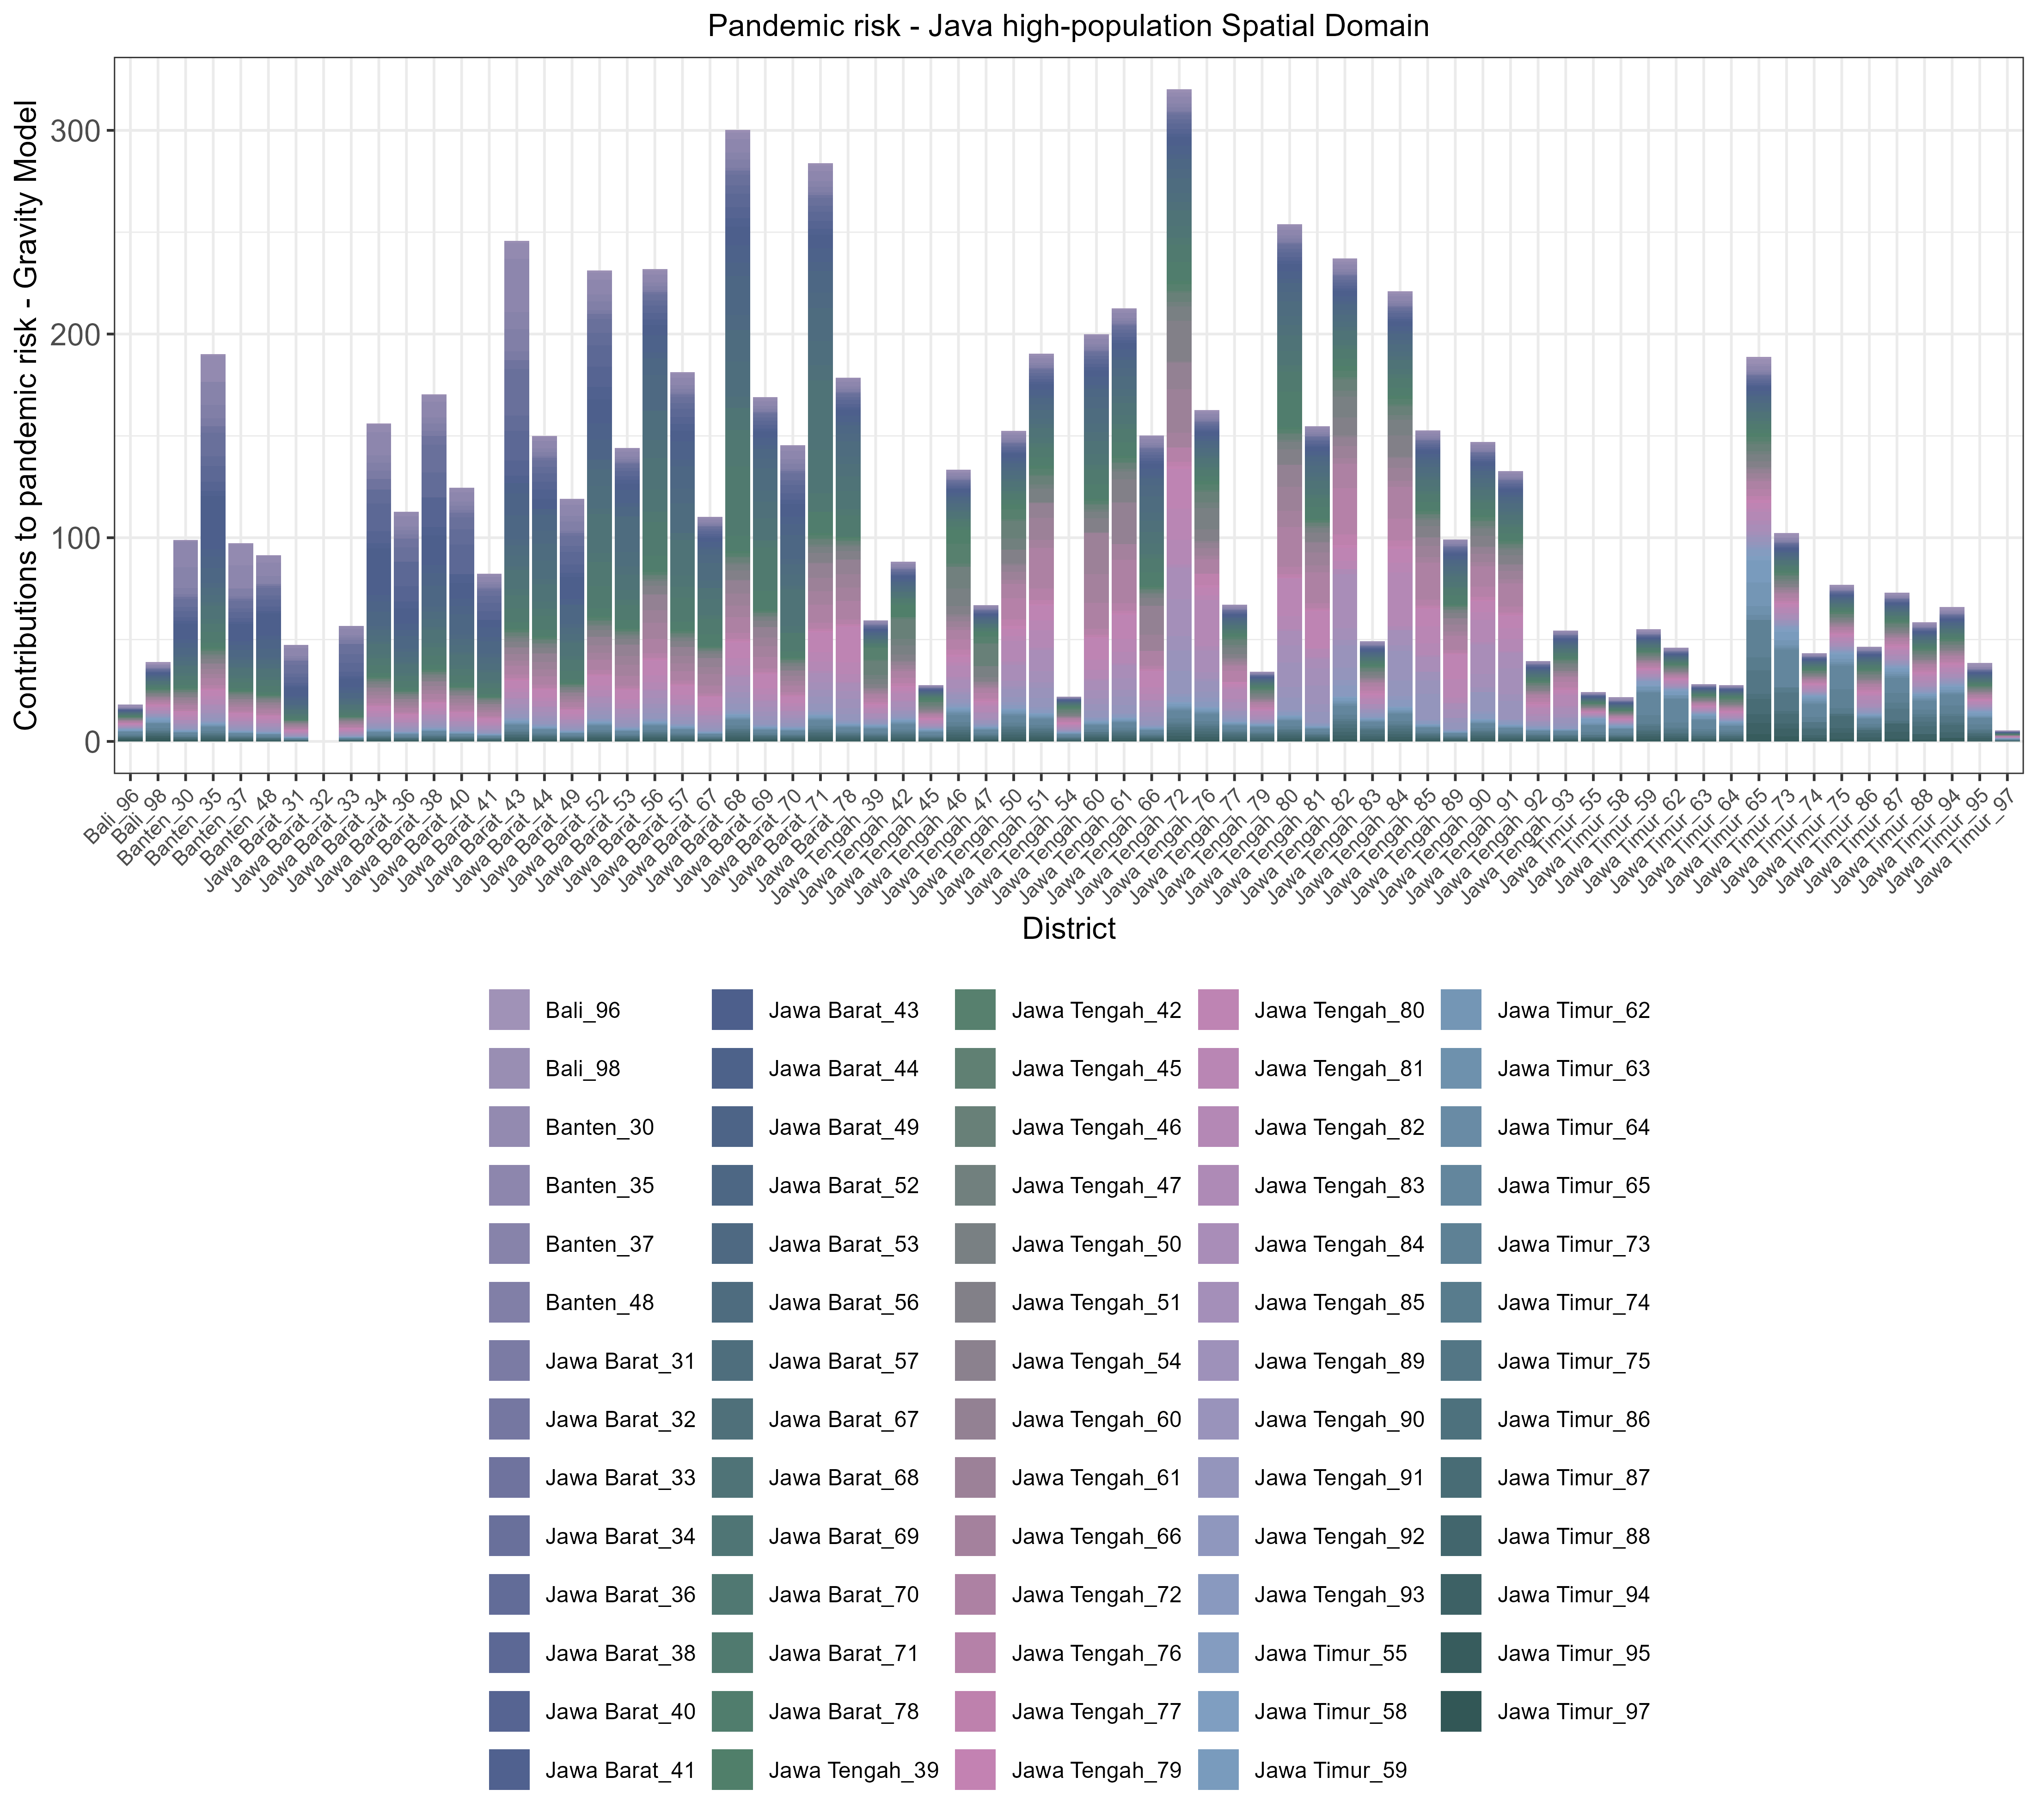 Pandemic risk - Java high-population Spatial Domain
Contributions to pandemic risk - Gravity Model
300
200
100
0
Bali_96
Bali_98
Banten_30
Banten_35
Banten_37
Banten_48
Jawa Barat_31
Jawa Barat_32
Jawa Barat_33
Jawa Barat_34
Jawa Barat_36
Jawa Barat_38
Jawa Barat_40
Jawa Barat_41
Jawa Barat_43
Jawa Barat_44
Jawa Barat_49
Jawa Barat_52
Jawa Barat_53
Jawa Barat_56
Jawa Barat_57
Jawa Barat_67
Jawa Barat_68
Jawa Barat_69
Jawa Barat_70
Jawa Barat_71
Jawa Barat_78
Jawa Tengah_39
Jawa Tengah_42
Jawa Tengah_45
Jawa Tengah_46
Jawa Tengah_47
Jawa Tengah_50
Jawa Tengah_51
Jawa Tengah_54
Jawa Tengah_60
Jawa Tengah_61
Jawa Tengah_66
Jawa Tengah_72
Jawa Tengah_76
Jawa Tengah_77
Jawa Tengah_79
Jawa Tengah_80
Jawa Tengah_81
Jawa Tengah_82
Jawa Tengah_83
Jawa Tengah_84
Jawa Tengah_85
Jawa Tengah_89
Jawa Tengah_90
Jawa Tengah_91
Jawa Tengah_92
Jawa Tengah_93
Jawa Timur_55
Jawa Timur_58
Jawa Timur_59
Jawa Timur_62
Jawa Timur_63
Jawa Timur_64
Jawa Timur_65
Jawa Timur_73
Jawa Timur_74
Jawa Timur_75
Jawa Timur_86
Jawa Timur_87
Jawa Timur_88
Jawa Timur_94
Jawa Timur_95
Jawa Timur_97
District
Bali_96
Bali_98
Banten_30
Banten_35
Banten_37
Banten_48
Jawa Barat_31
Jawa Barat_32
Jawa Barat_33
Jawa Barat_34
Jawa Barat_36
Jawa Barat_38
Jawa Barat_40
Jawa Barat_41
Jawa Barat_43
Jawa Barat_44
Jawa Barat_49
Jawa Barat_52
Jawa Barat_53
Jawa Barat_56
Jawa Barat_57
Jawa Barat_67
Jawa Barat_68
Jawa Barat_69
Jawa Barat_70
Jawa Barat_71
Jawa Barat_78
Jawa Tengah_39
Jawa Tengah_42
Jawa Tengah_45
Jawa Tengah_46
Jawa Tengah_47
Jawa Tengah_50
Jawa Tengah_51
Jawa Tengah_54
Jawa Tengah_60
Jawa Tengah_61
Jawa Tengah_66
Jawa Tengah_72
Jawa Tengah_76
Jawa Tengah_77
Jawa Tengah_79
Jawa Tengah_80
Jawa Tengah_81
Jawa Tengah_82
Jawa Tengah_83
Jawa Tengah_84
Jawa Tengah_85
Jawa Tengah_89
Jawa Tengah_90
Jawa Tengah_91
Jawa Tengah_92
Jawa Tengah_93
Jawa Timur_55
Jawa Timur_58
Jawa Timur_59
Jawa Timur_62
Jawa Timur_63
Jawa Timur_64
Jawa Timur_65
Jawa Timur_73
Jawa Timur_74
Jawa Timur_75
Jawa Timur_86
Jawa Timur_87
Jawa Timur_88
Jawa Timur_94
Jawa Timur_95
Jawa Timur_97